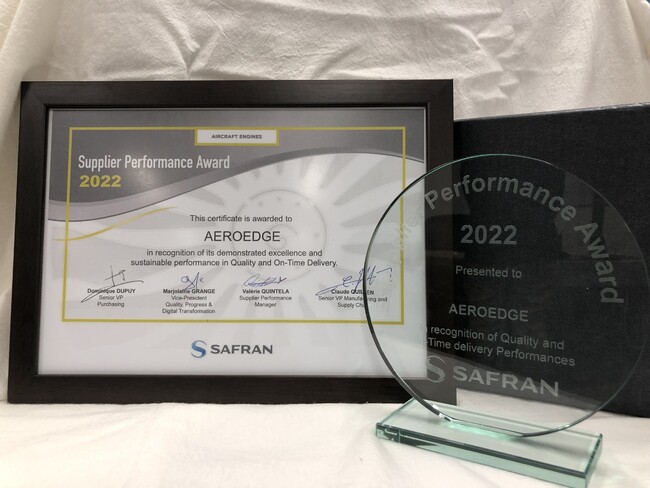 AIRCRAFT ENGINES
Supplier Performance Award
2022
This certificate is awarded to
AEROEDGE
in recognition of its demonstrated excellence and
sustainable performance in Quality and On-Time Delivery.
Dominique DUPUY
Senior VP
Purchasing
Marjolaine GRANGE
Vice-President
Quality, Progress &
Digital Transformation
Valérie QUINTELA
Supplier Performance
Manager
Claude QUILLIEN
Senior VP Manufacturing and
Supply Chain
SAFRAN
Performance Award
2022
Presented to
AEROEDGE
recognition of Quality and
-Time delivery Performances
SAFRAN